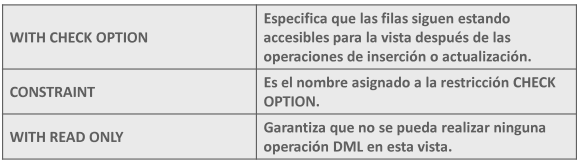 WITH CHECK OPTION
Especifica que las filas siguen estando
accesibles para la vista después de las
operaciones de inserción o actualización.
CONSTRAINT
Es el nombre asignado a la restricción CHECK
OPTION.
WITH READ ONLY
Garantiza que no se pueda realizar ninguna
operación DML en esta vista.